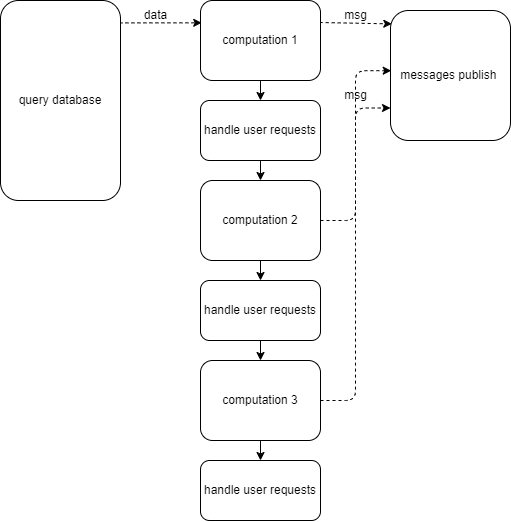 data
msg
computation 1
messages publish
query database
msg
handle user requests
computation 2
handle user requests
computation 3
handle user requests